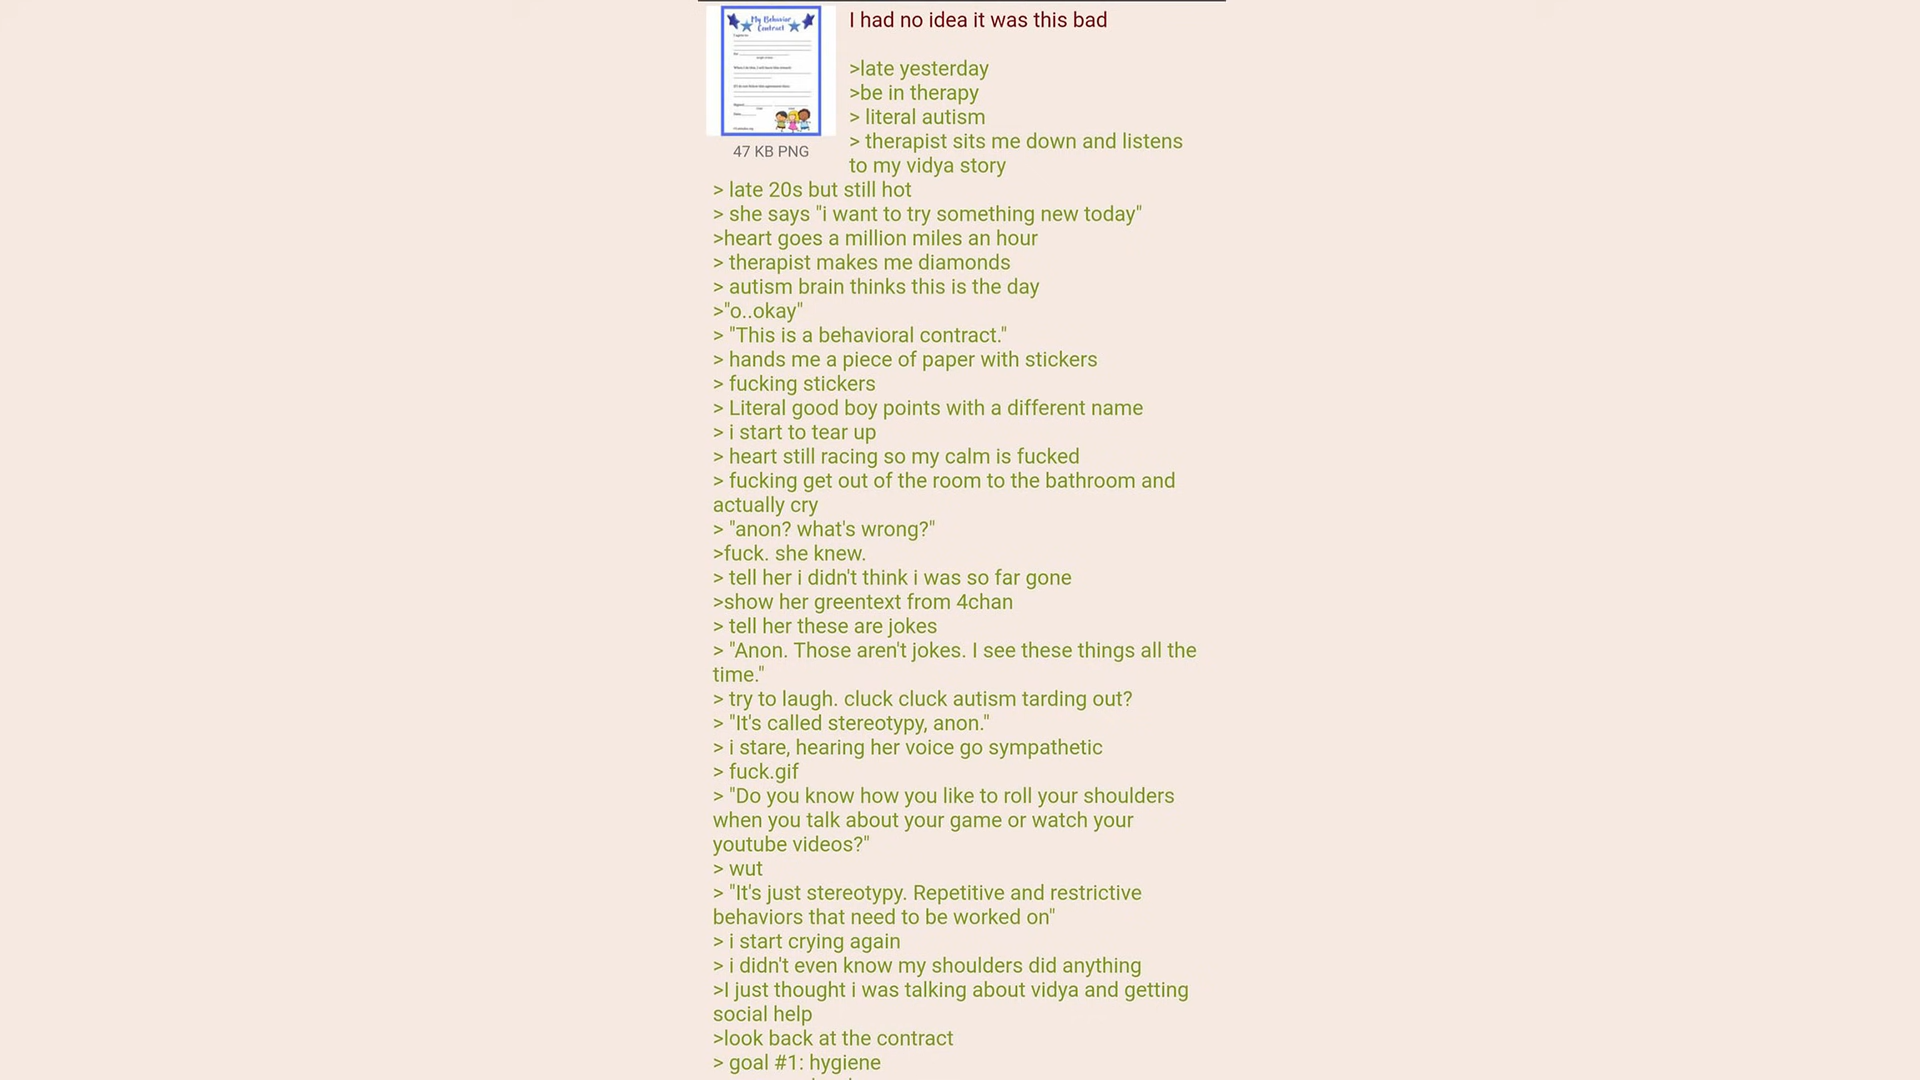 My Behavior
Contract
I had no idea it was this bad
>late yesterday
>be in therapy
> literal autism
> therapist sits me down and listens
to my vidya story
47 KB PNG
> late 20s but still hot
> she says "i want to try something new today"
>heart goes a million miles an hour
> therapist makes me diamonds
> autism brain thinks this is the day
>"o..okay"
> "This is a behavioral contract."
> hands me a piece of paper with stickers
> fucking stickers
> Literal good boy points with a different name
> i start to tear up
> heart still racing so my calm is fucked
> fucking get out of the room to the bathroom and
actually cry
> "anon? what's wrong?"
>fuck. she knew.
> tell her i didn't think i was so far gone
>show her greentext from 4chan
> tell her these are jokes
> "Anon. Those aren't jokes. I see these things all the
time."
> try to laugh. cluck cluck autism tarding out?
> "It's called stereotypy, anon."
> i stare, hearing her voice go sympathetic
> fuck.gif
> "Do you know how you like to roll your shoulders
when you talk about your game or watch your
youtube videos?"
> wut
> "It's just stereotypy. Repetitive and restrictive
behaviors that need to be worked on"
> i start crying again
> i didn't even know my shoulders did anything
>I just thought i was talking about vidya and getting
social help
>look back at the contract
> goal #1: hygiene